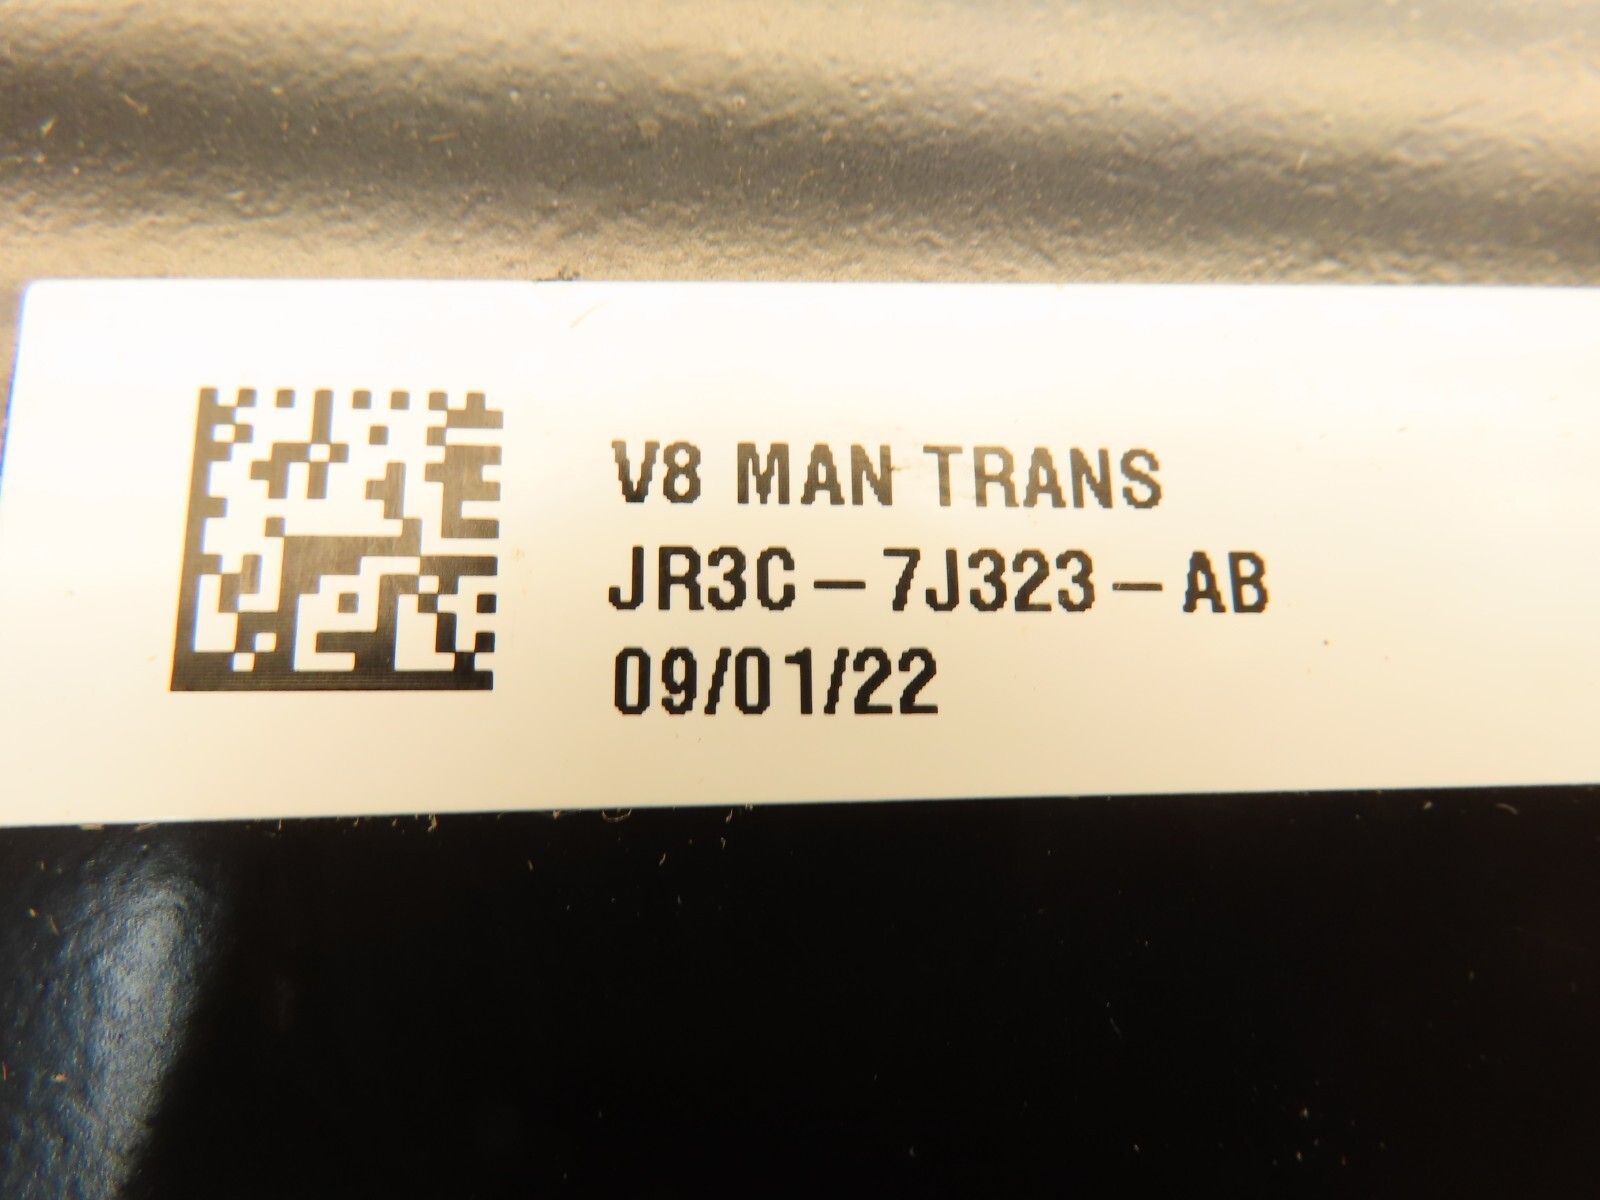 V8 MAN TRANS
JR3C-7J323-AB
09/01/22